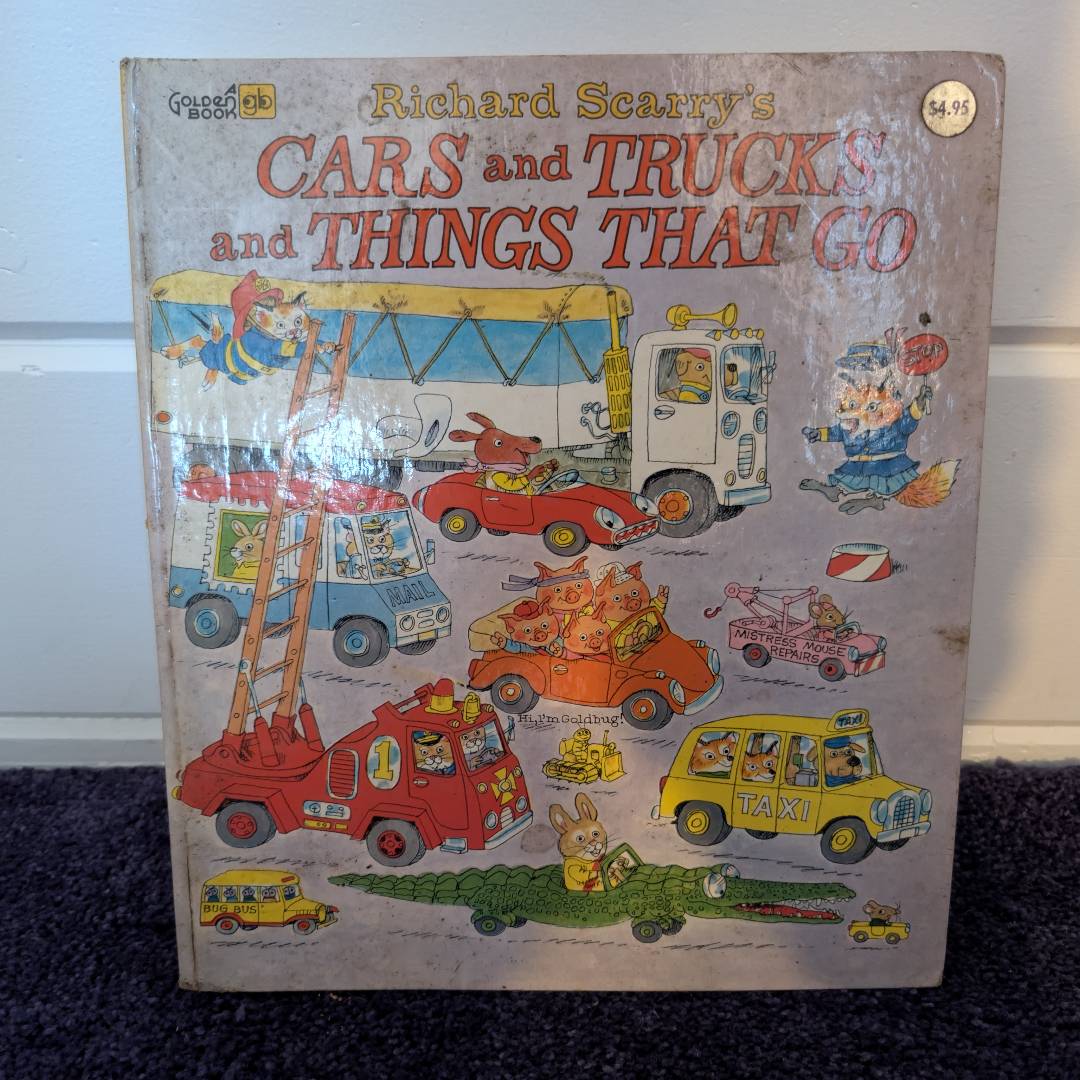 A
GOLDEN
BOOK
gb
Richard Scarry's
$4.95
CARS and TRUCKS
and THINGS THAT GO
STOP
MAIL
MISTRESS MOUSE
REPAIRS
Hi, I'm Goldbug!
1
TAXI
TAXI
BUG BUS